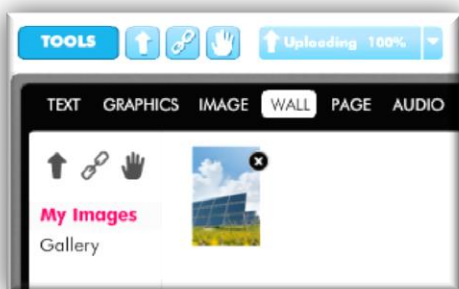 TOOLS Uploading 100%
TEXT GRAPHICS IMAGE WALL PAGE AUDIO
My Images
Gallery